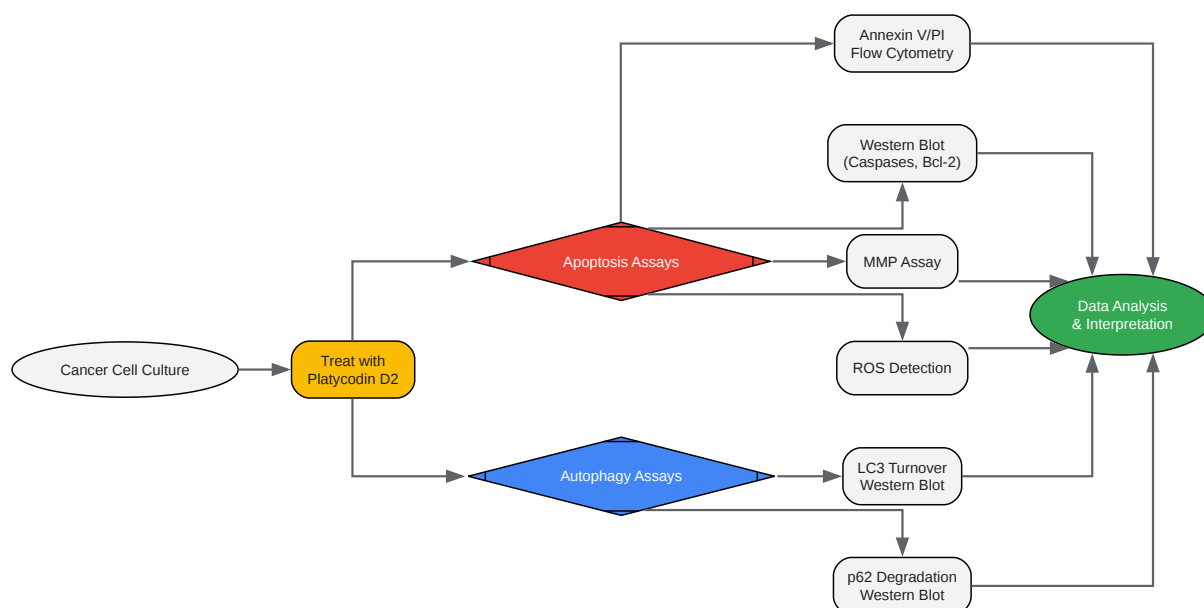 Cancer Cell Culture
Treat with
Platycodin D2
Apoptosis Assays
Annexin V/PI
Flow Cytometry
Western Blot
(Caspases, Bcl-2)
MMP Assay
ROS Detection
Autophagy Assays
LC3 Turnover
Western Blot
p62 Degradation
Western Blot
Data Analysis
& Interpretation